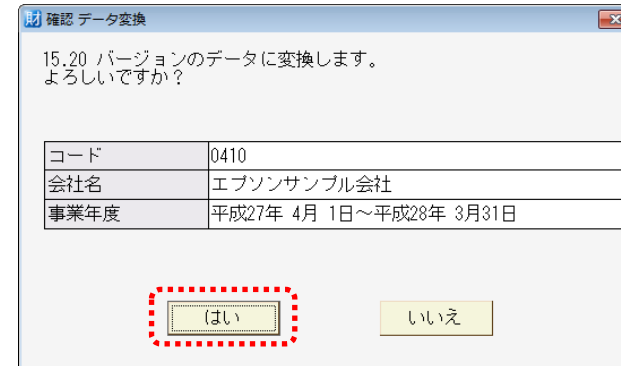 財 確認 データ変換
15.20 バージョンのデータに変換します。
よろしいですか？
コード 0410
会社名 エプソンサンプル会社
事業年度 平成27年 4月 1日～平成28年 3月31日
はい いいえ